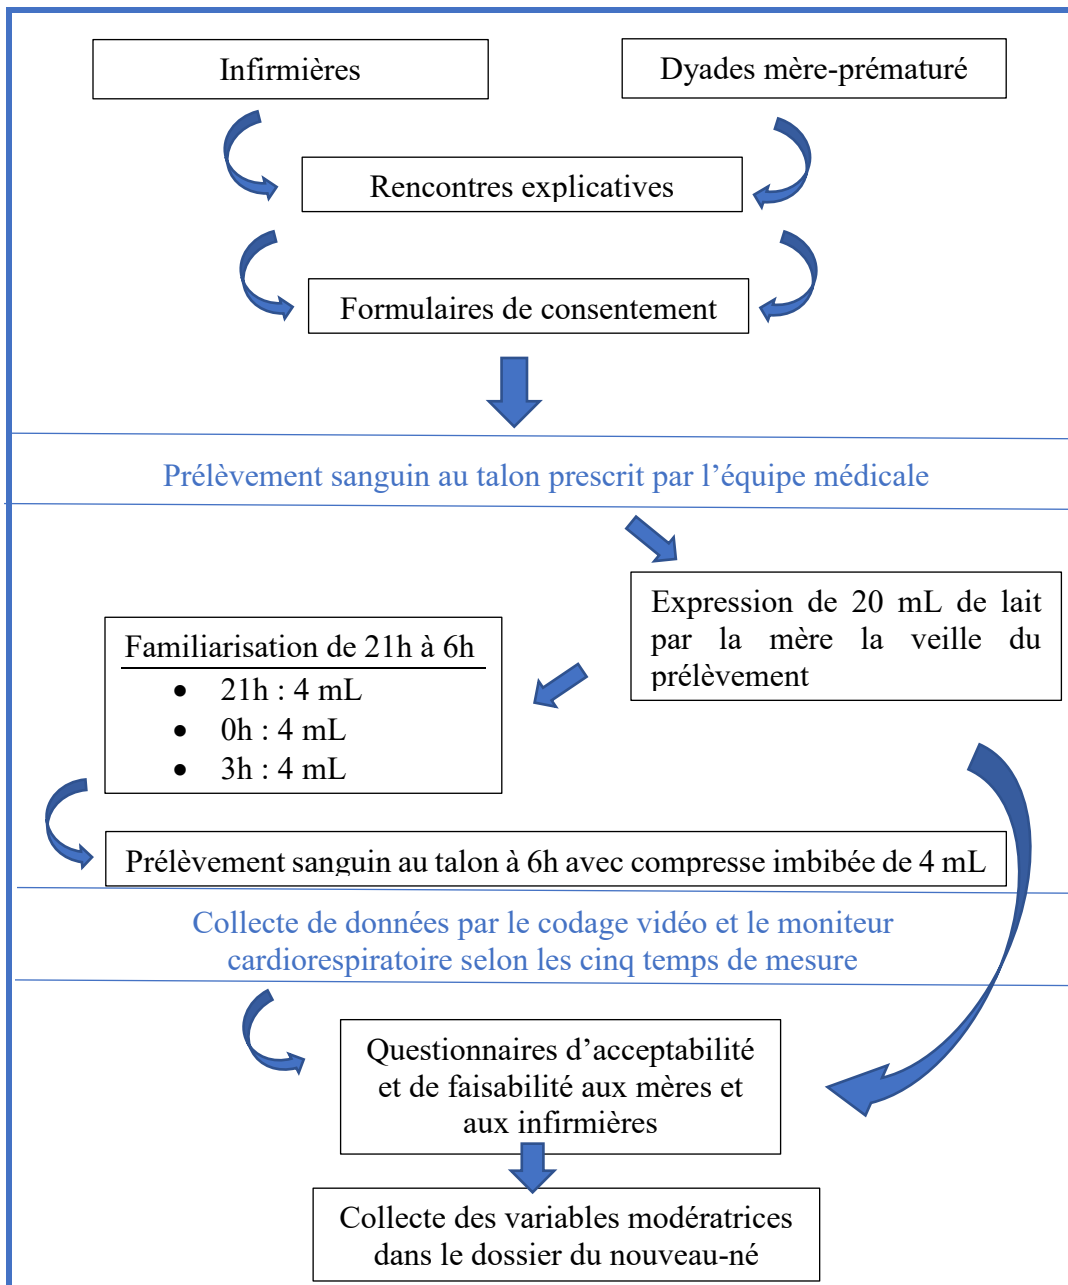 Infirmières
Dyades mère-prématuré
Rencontres explicatives
Formulaires de consentement
Prélèvement sanguin au talon prescrit par l’équipe médicale
Expression de 20 mL de lait
par la mère la veille du
prélèvement
Familiarisation de 21h à 6h
• 21h : 4 mL
• 0h : 4 mL
• 3h : 4 mL
Prélèvement sanguin au talon à 6h avec compresse imbibée de 4 mL
Collecte de données par le codage vidéo et le moniteur
cardiorespiratoire selon les cinq temps de mesure
Questionnaires d’acceptabilité
et de faisabilité aux mères et
aux infirmières
Collecte des variables modératrices
dans le dossier du nouveau-né